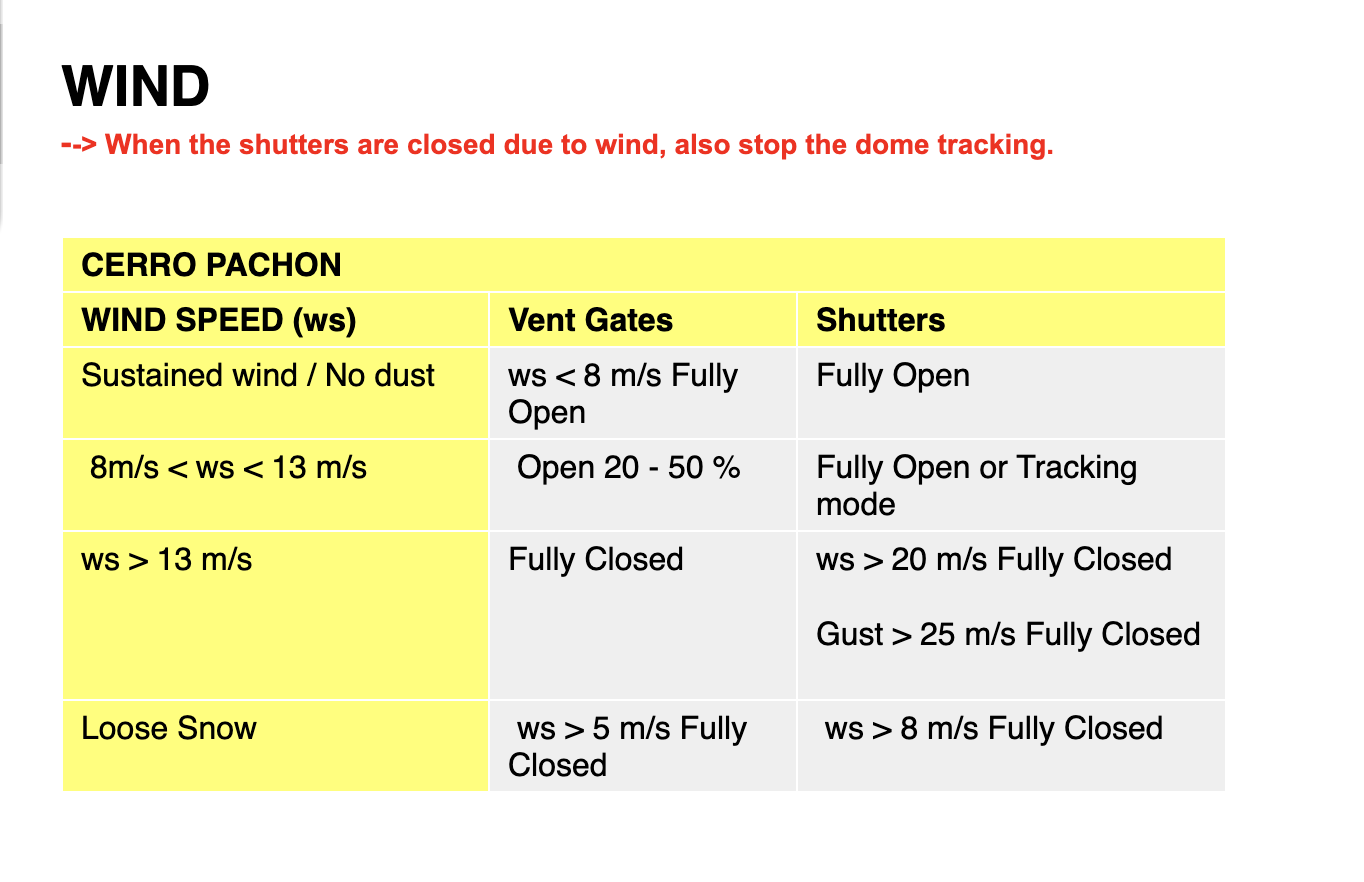 WIND
--> When the shutters are closed due to wind, also stop the dome tracking.
CERRO PACHON
WIND SPEED (ws)
Vent Gates
Shutters
Sustained wind / No dust
ws < 8 m/s Fully
Open
Fully Open
8m/s < ws < 13 m/s
Open 20 - 50 %
Fully Open or Tracking
mode
ws > 13 m/s
Fully Closed
ws > 20 m/s Fully Closed
Gust > 25 m/s Fully Closed
Loose Snow
ws > 5 m/s Fully
Closed
ws > 8 m/s Fully Closed